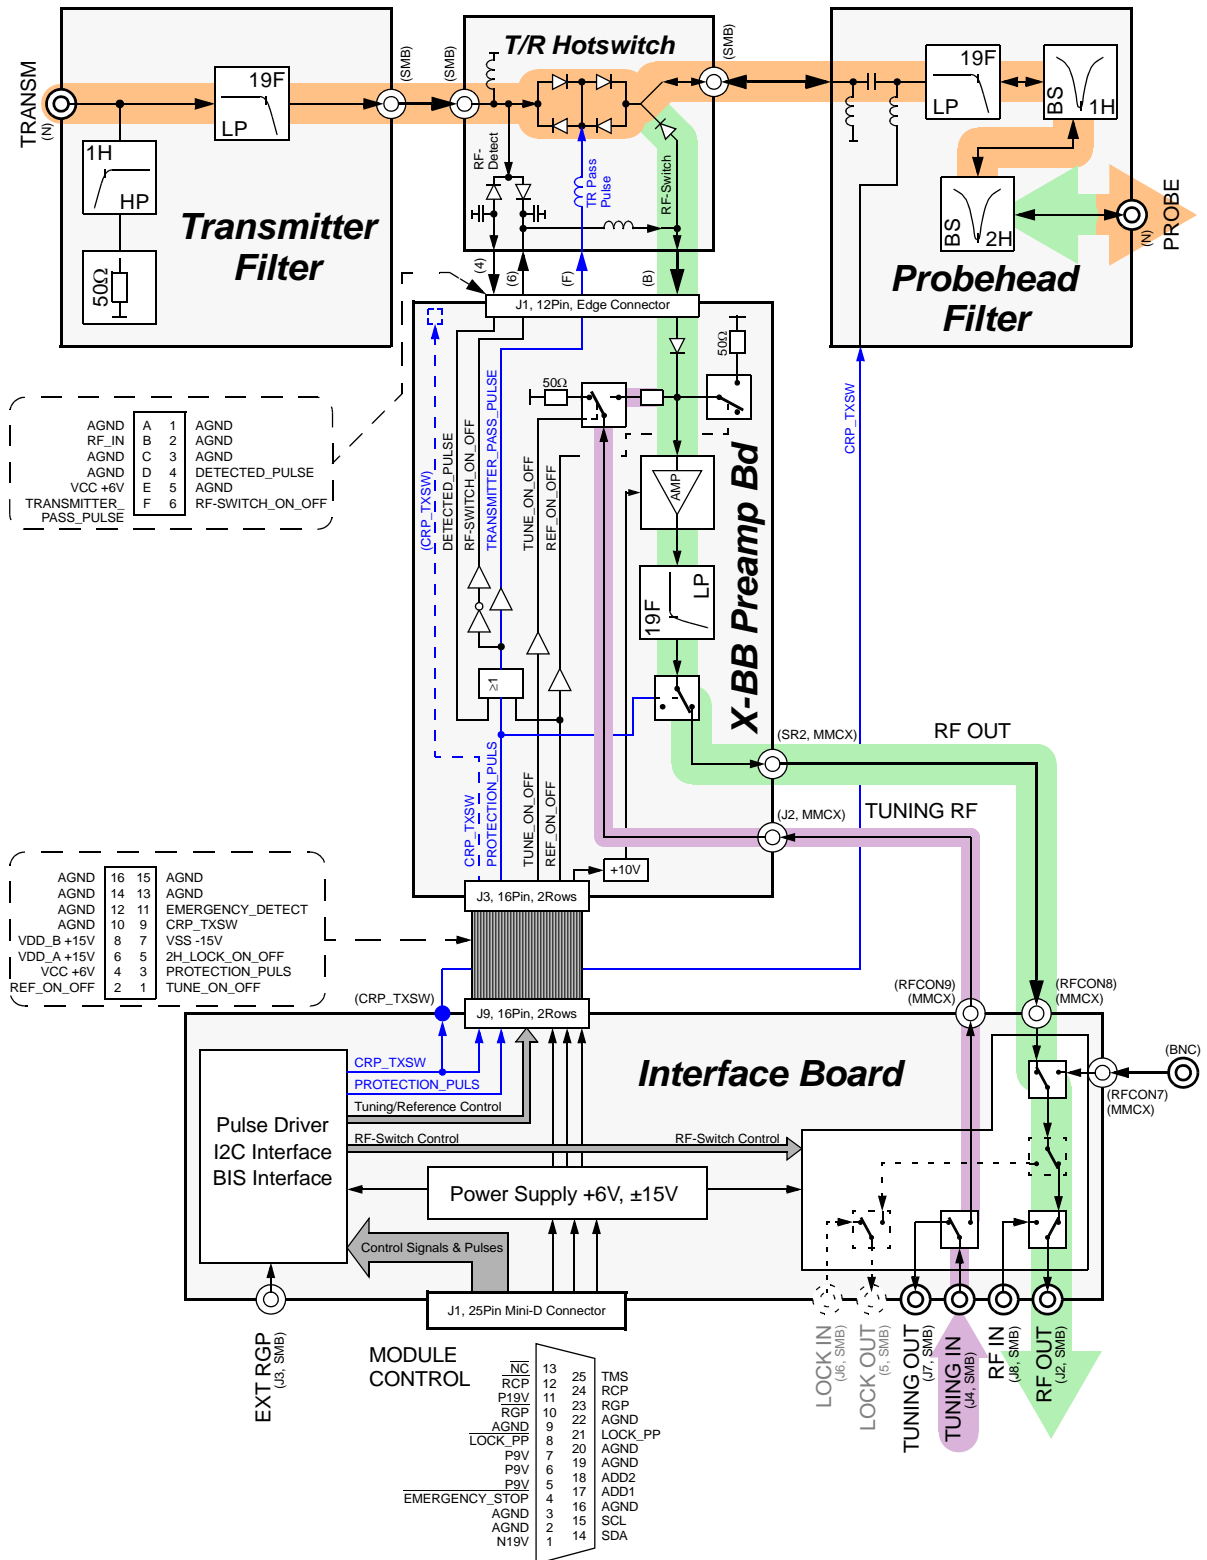 T/R Hotswitch
(SMB)
(SMB)
(SMB)
TRANSM
(N)
19F
LP
1H
HP
50Ω
Transmitter
Filter
RF-
Detect
TR Pass
Pulse
RF-Switch
19F
LP
BS
1H
BS
2H
(N)
PROBE
Probehead
Filter
(4)
(6)
(F)
(B)
J1, 12Pin, Edge Connector
50Ω
50Ω
AGND A 1 AGND
RF_IN B 2 AGND
AGND C 3 AGND
AGND D 4 DETECTED_PULSE
VCC +6V E 5 AGND
TRANSMITTER_ F 6 RF-SWITCH_ON_OFF
PASS_PULSE
(CRP_TXSW)
DETECTED_PULSE
RF-SWITCH_ON_OFF
TRANSMITTER_PASS_PULSE
TUNE_ON_OFF
REF_ON_OFF
CRP_TXSW
AMP
19F
LP
X-BB Preamp Bd
≥1
(SR2, MMCX)
RF OUT
CRP_TXSW
PROTECTION_PULS
TUNE_ON_OFF
REF_ON_OFF
TUNING RF
(J2, MMCX)
+10V
J3, 16Pin, 2Rows
AGND 16 15 AGND
AGND 14 13 AGND
AGND 12 11 EMERGENCY_DETECT
AGND 10 9 CRP_TXSW
VDD_B +15V 8 7 VSS -15V
VDD_A +15V 6 5 2H_LOCK_ON_OFF
VCC +6V 4 3 PROTECTION_PULS
REF_ON_OFF 2 1 TUNE_ON_OFF
(CRP_TXSW)
J9, 16Pin, 2Rows
(RFCON9)
(MMCX)
(RFCON8)
(MMCX)
(BNC)
(RFCON7)
(MMCX)
Interface Board
CRP_TXSW
PROTECTION_PULS
Tuning/Reference Control
RF-Switch Control
RF-Switch Control
Pulse Driver
I2C Interface
BIS Interface
Power Supply +6V, ±15V
Control Signals & Pulses
J1, 25Pin Mini-D Connector
EXT RGP
(J3, SMB)
LOCK IN
(J6, SMB)
LOCK OUT
(5, SMB)
TUNING OUT
(J7, SMB)
TUNING IN
(J4, SMB)
RF IN
(J8, SMB)
RF OUT
(J2, SMB)
MODULE
CONTROL
NC 13
RCP 12
P19V 11
RGP 10
AGND 9
LOCK_PP 8
P9V 7
P9V 6
P9V 5
EMERGENCY_STOP 4
AGND 3
AGND 2
N19V 1
25 TMS
24 RCP
23 RGP
22 AGND
21 LOCK_PP
20 AGND
19 AGND
18 ADD2
17 ADD1
16 AGND
15 SCL
14 SDA